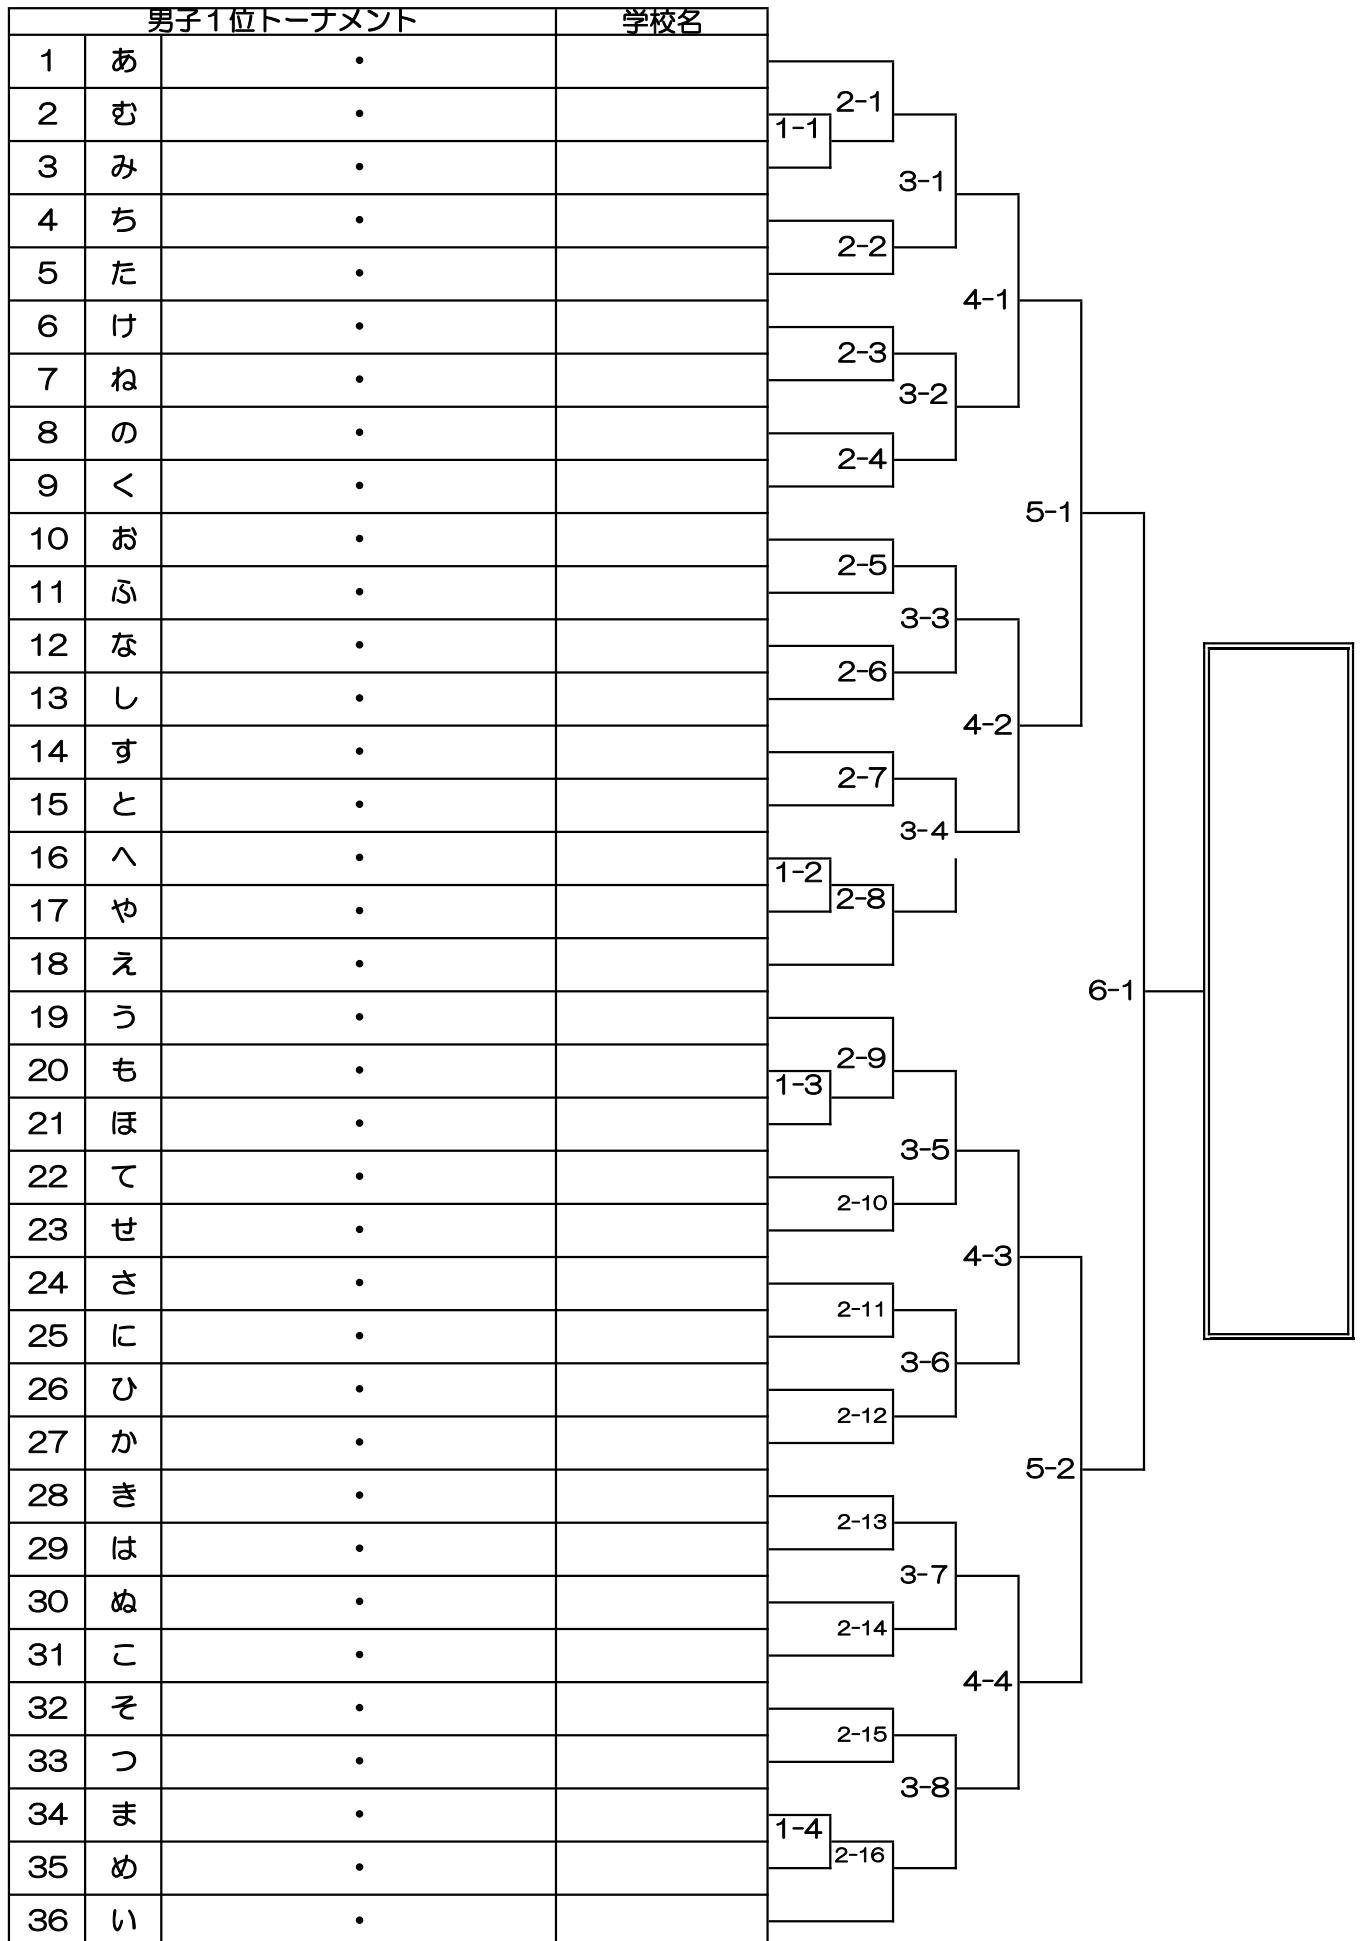 男子１位トーナメント 学校名
1 あ ・
2 む ・
3 み ・
4 ち ・
5 た ・
6 け ・
7 ね ・
8 の ・
9 く ・
10 お ・
11 ふ ・
12 な ・
13 し ・
14 す ・
15 と ・
16 へ ・
17 や ・
18 え ・
19 う ・
20 も ・
21 ほ ・
22 て ・
23 せ ・
24 さ ・
25 に ・
26 ひ ・
27 か ・
28 き ・
29 は ・
30 ぬ ・
31 こ ・
32 そ ・
33 つ ・
34 ま ・
35 め ・
36 い ・
1-1
1-2
1-3
1-4
2-1
2-2
2-3
2-4
2-5
2-6
2-7
2-8
2-9
2-10
2-11
2-12
2-13
2-14
2-15
2-16
3-1
3-2
3-3
3-4
3-5
3-6
3-7
3-8
4-1
4-2
4-3
4-4
5-1
5-2
6-1